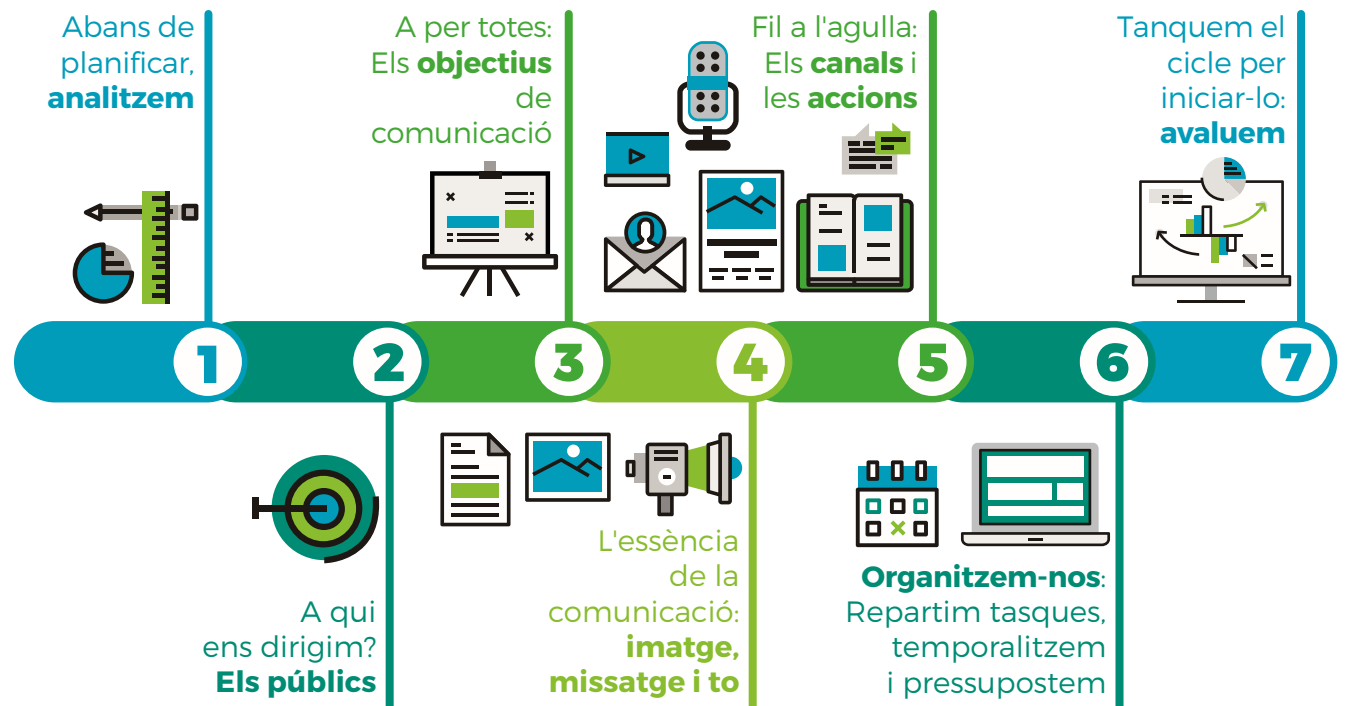 Abans de
planificar,
analitzem
1
A qui
ens dirigim?
Els públics
2
A per totes:
Els objectius
de
comunicació
3
L'essència
de la
comunicació:
imatge,
missatge i to
4
Fil a l'agulla:
Els canals i
les accions
5
Organitzem-nos:
Repartim tasques,
temporalitzem
i pressupostem
6
Tanquem el
cicle per
iniciar-lo:
avaluem
7